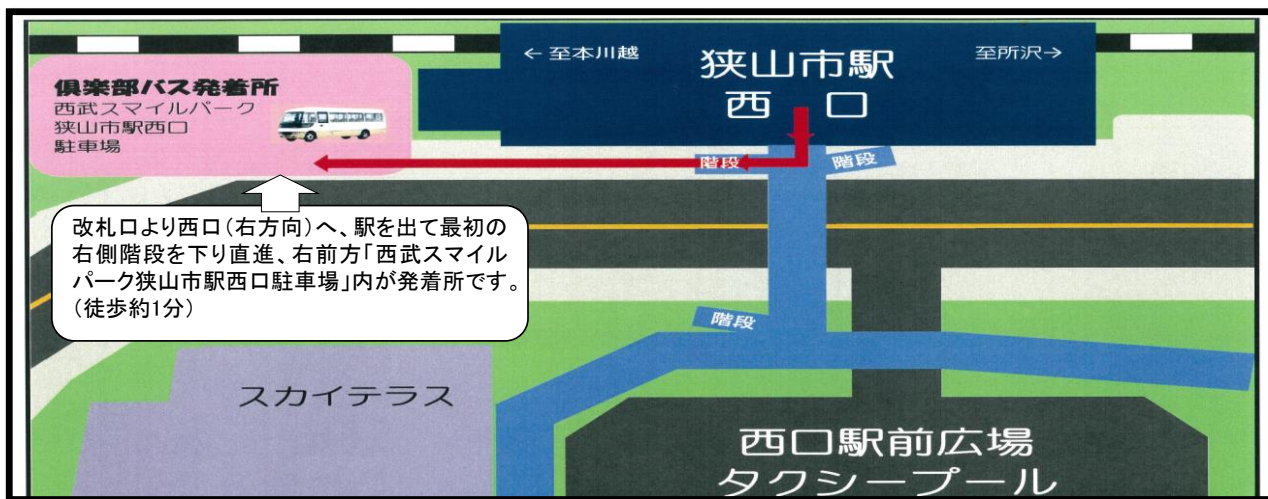 ← 至本川越
狭山市駅
西 口
至所沢→
倶楽部バス発着所
西武スマイルパーク
狭山市駅西口
駐車場
階段
階段
改札口より西口(右方向)へ、駅を出て最初の
右側階段を下り直進、右前方「西武スマイル
パーク狭山市駅西口駐車場」内が発着所です。
(徒歩約1分)
階段
スカイテラス
西口駅前広場
タクシープール